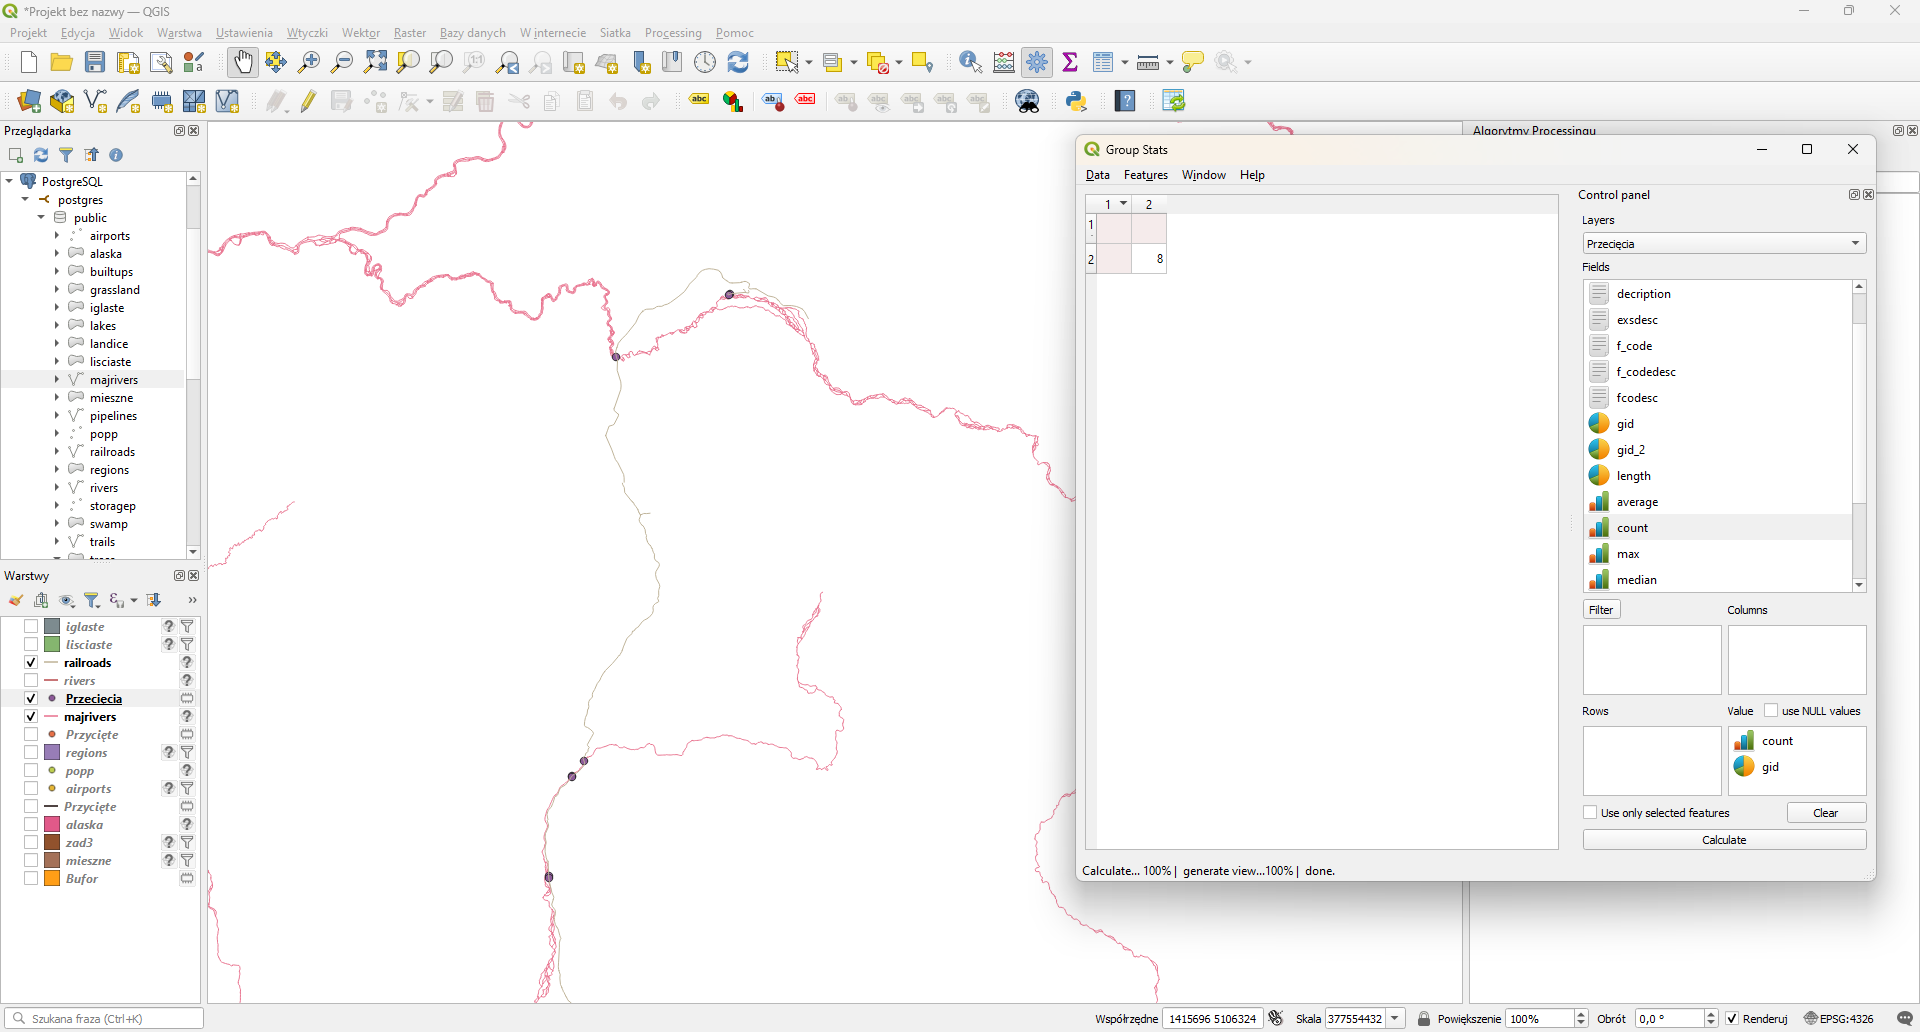 *Projekt bez nazwy — QGIS
Projekt Edycja Widok Warstwa Ustawienia Wtyczki Wektor Raster Bazy danych W internecie Siatka Processing Pomoc
Przeglądarka
PostgreSQL
postgres
public
airports
alaska
builtups
grassland
iglaste
lakes
landice
lisciaste
majrivers
mieszne
pipelines
popp
railroads
regions
rivers
storagep
swamp
trails
Warstwy
iglaste
lisciaste
railroads
rivers
Przecięcia
majrivers
Przycięte
regions
popp
airports
Przycięte
alaska
zad3
mieszne
Bufor
Algorytmy Processingu
Group Stats
Data Features Window Help
1 2
1
2 8
Control panel
Layers
Przecięcia
Fields
decription
exsdesc
f_code
f_codedesc
fcodesc
gid
gid_2
length
average
count
max
median
Filter Columns
Rows Value use NULL values
count
gid
Use only selected features Clear
Calculate
Calculate... 100% | generate view...100% | done.
Szukana fraza (Ctrl+K)
Współrzędne 1415696 5106324 Skala 377554432 Powiększenie 100% Obrót 0,0 ° Renderuj EPSG:4326